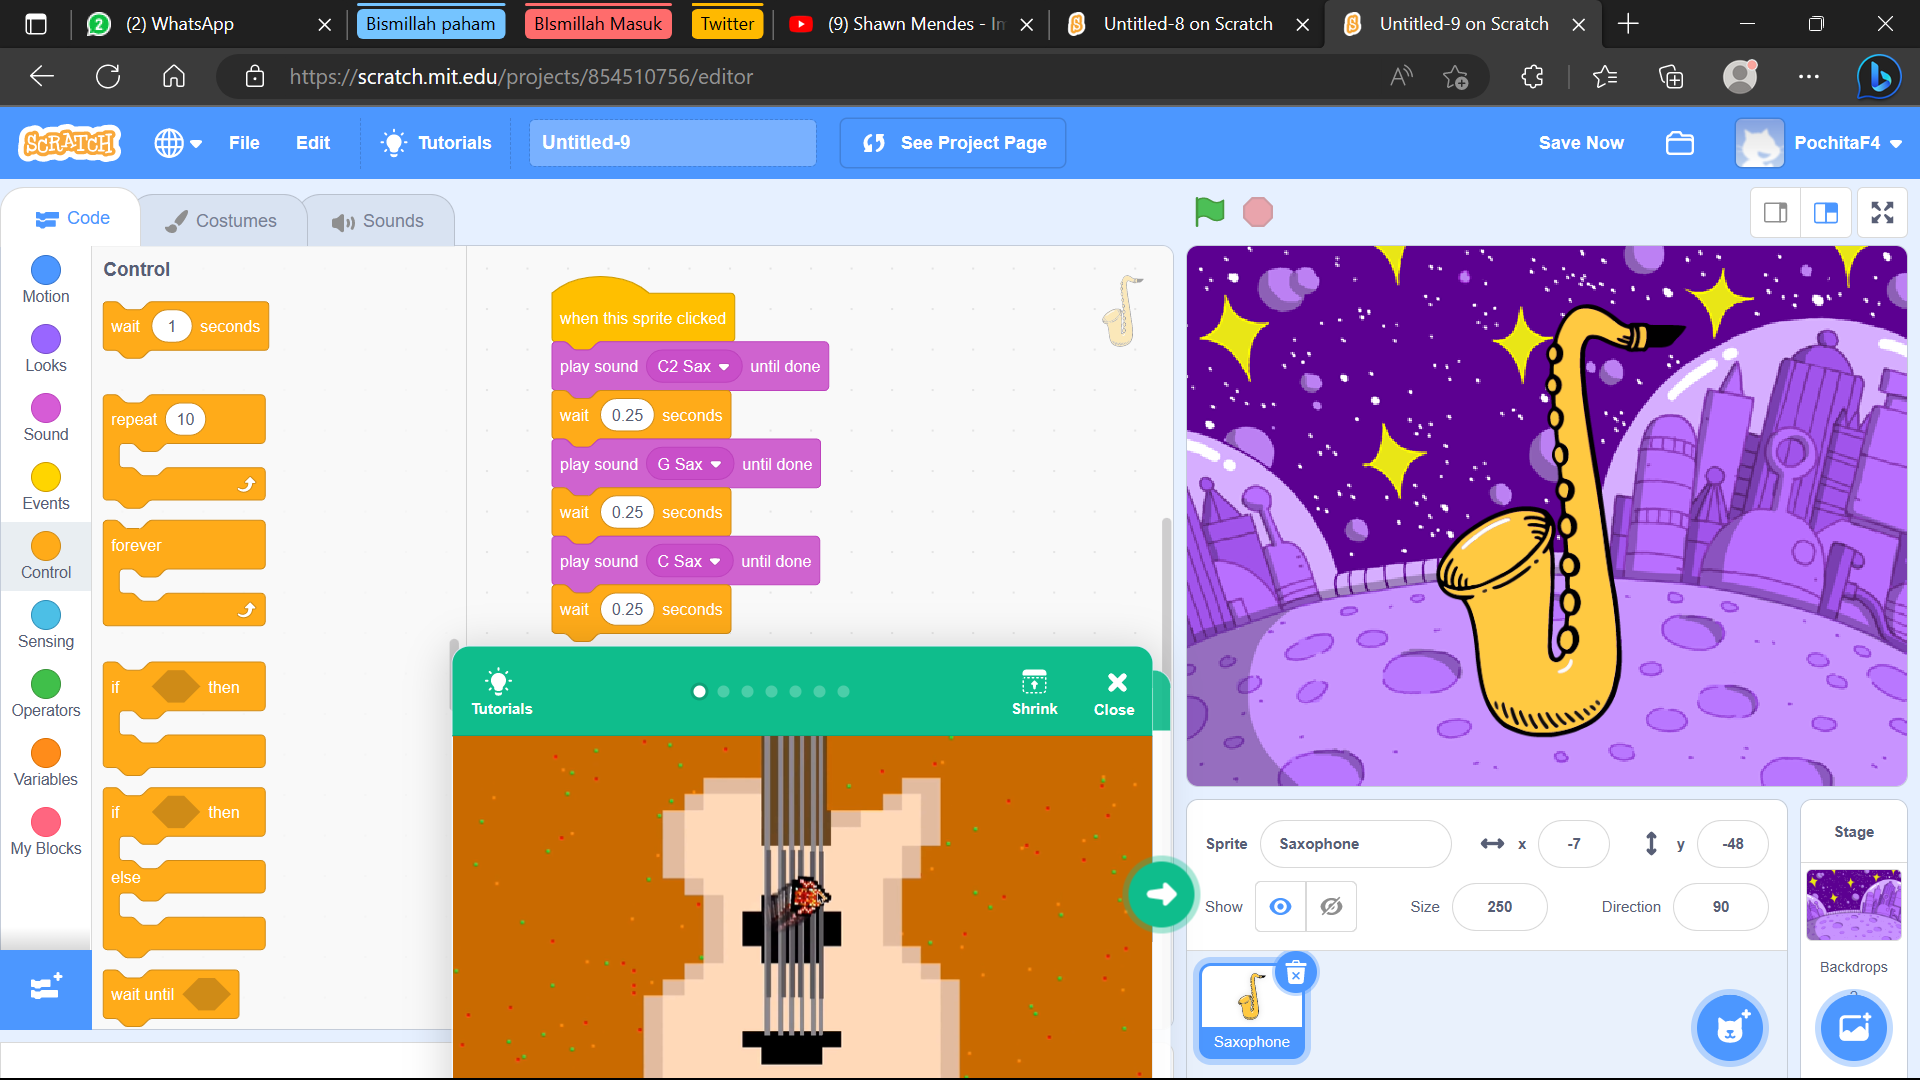 (2) WhatsApp
Bismillah paham
BIsmillah Masuk
Twitter
(9) Shawn Mendes - In
Untitled-8 on Scratch
Untitled-9 on Scratch
https://scratch.mit.edu/projects/854510756/editor
SCRATCH
File
Edit
Tutorials
Untitled-9
See Project Page
Save Now
PochitaF4
Code
Costumes
Sounds
Motion
Looks
Sound
Events
Control
Sensing
Operators
Variables
My Blocks
Control
wait 1 seconds
repeat 10
forever
if then
if then
else
wait until
when this sprite clicked
play sound C2 Sax until done
wait 0.25 seconds
play sound G Sax until done
wait 0.25 seconds
play sound C Sax until done
wait 0.25 seconds
Tutorials
Shrink
Close
Sprite Saxophone x -7 y -48
Show Size 250 Direction 90
Saxophone
Stage
Backdrops